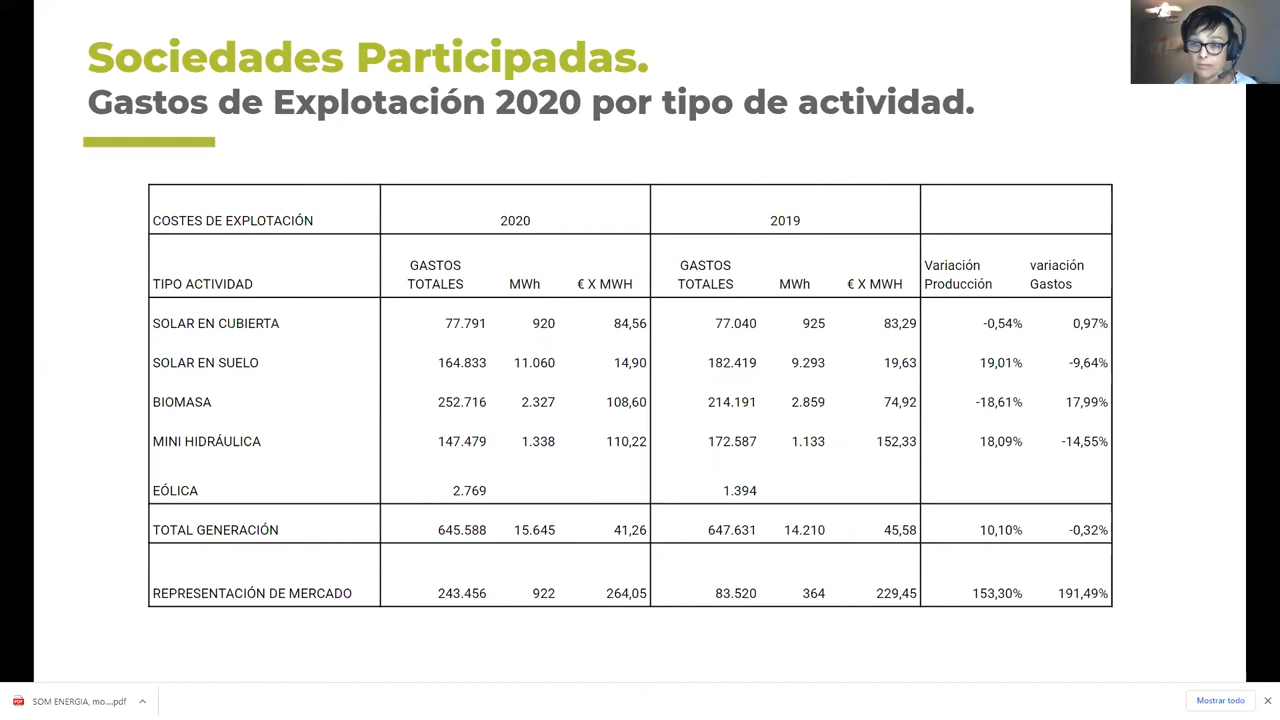 Sociedades Participadas.
Gastos de Explotación 2020 por tipo de actividad.
COSTES DE EXPLOTACIÓN 2020 2019
TIPO ACTIVIDAD GASTOS TOTALES MWh € X MWH GASTOS TOTALES MWh € X MWH Variación Producción variación Gastos
SOLAR EN CUBIERTA 77.791 920 84,56 77.040 925 83,29 -0,54% 0,97%
SOLAR EN SUELO 164.833 11.060 14,90 182.419 9.293 19,63 19,01% -9,64%
BIOMASA 252.716 2.327 108,60 214.191 2.859 74,92 -18,61% 17,99%
MINI HIDRÁULICA 147.479 1.338 110,22 172.587 1.133 152,33 18,09% -14,55%
EÓLICA 2.769 1.394
TOTAL GENERACIÓN 645.588 15.645 41,26 647.631 14.210 45,58 10,10% -0,32%
REPRESENTACIÓN DE MERCADO 243.456 922 264,05 83.520 364 229,45 153,30% 191,49%
PDF SOM ENERGIA, mo....pdf Mostrar todo